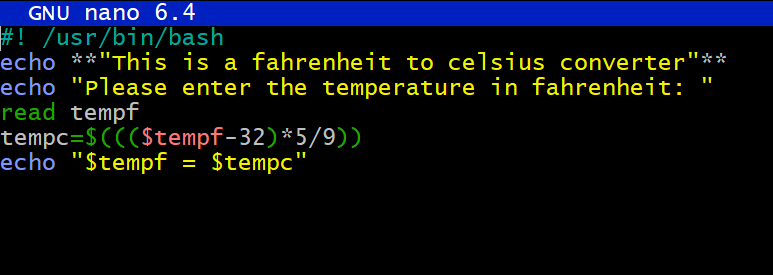 GNU nano 6.4
#! /usr/bin/bash
echo **"This is a fahrenheit to celsius converter"**
echo "Please enter the temperature in fahrenheit: "
read tempf
tempc=$((($tempf-32)*5/9))
echo "$tempf = $tempc"